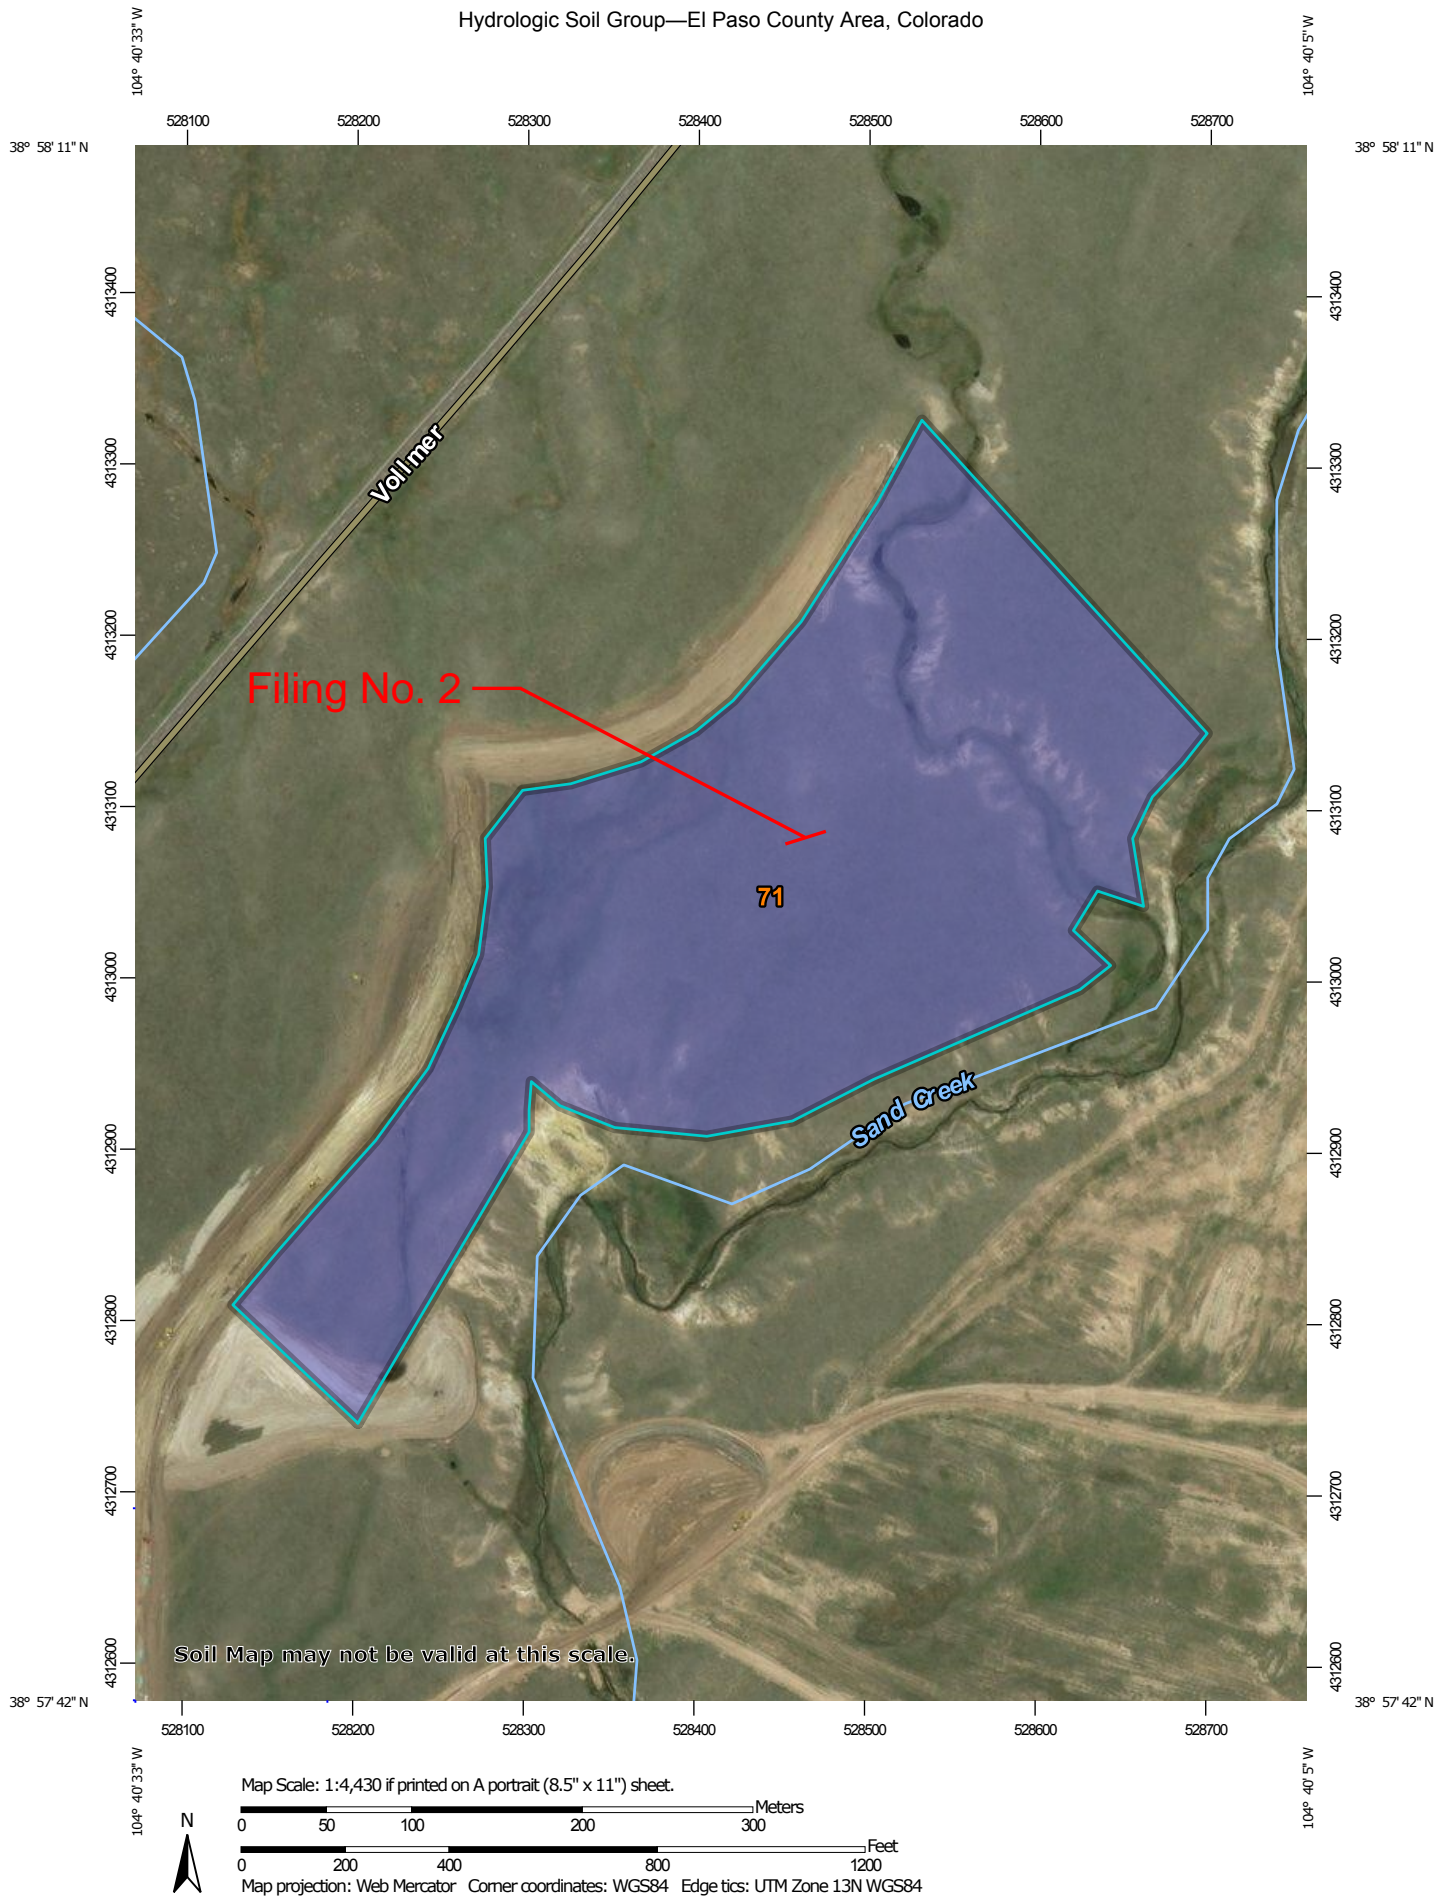 Hydrologic Soil Group—El Paso County Area, Colorado
104° 40' 33'' W
104° 40' 5'' W
528100 528200 528300 528400 528500 528600 528700
38° 58' 11'' N
38° 58' 11'' N
4313400
4313400
Vollmer
4313300
4313300
4313200
4313200
Filing No. 2
4313100
4313100
71
4313000
4313000
Sand Creek
4312900
4312900
4312800
4312800
4312700
4312700
Soil Map may not be valid at this scale.
4312600
4312600
38° 57' 42'' N
38° 57' 42'' N
528100 528200 528300 528400 528500 528600 528700
104° 40' 33'' W
104° 40' 5'' W
Map Scale: 1:4,430 if printed on A portrait (8.5" x 11") sheet.
N
Meters
0 50 100 200 300
Feet
0 200 400 800 1200
Map projection: Web Mercator Corner coordinates: WGS84 Edge tics: UTM Zone 13N WGS84